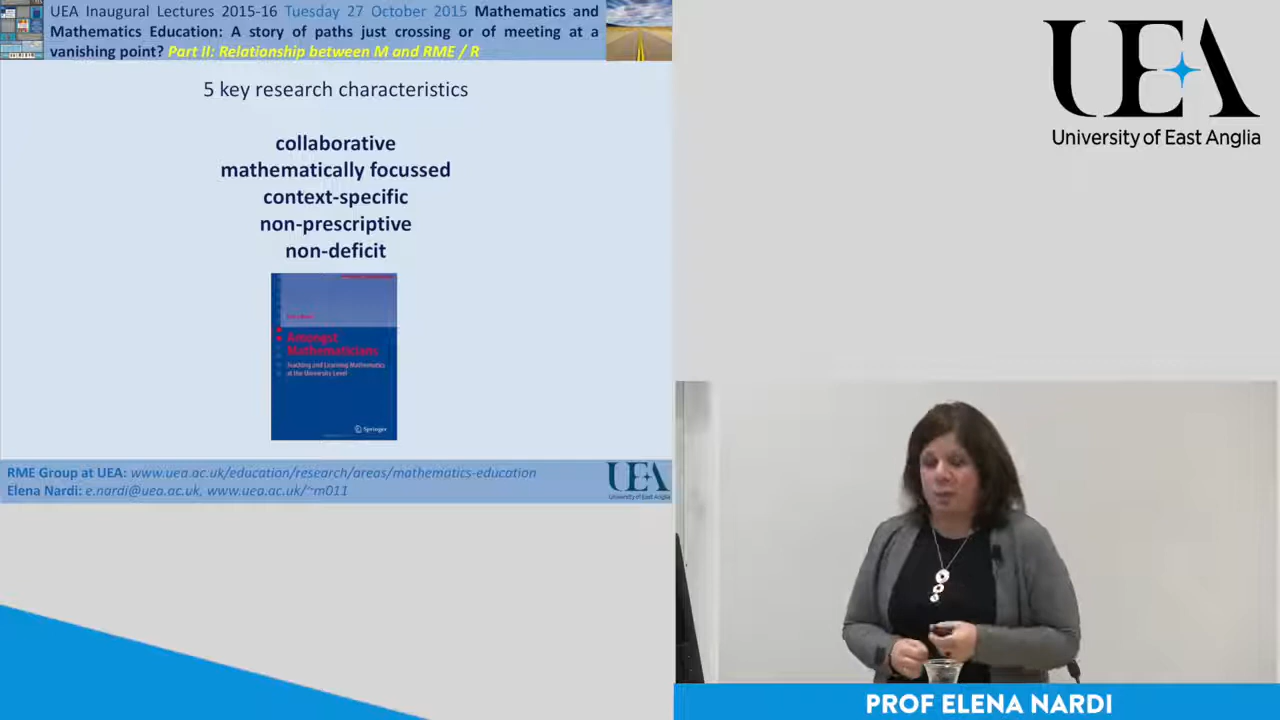 UEA Inaugural Lectures 2015-16 Tuesday 27 October 2015 Mathematics and
Mathematics Education: A story of paths just crossing or of meeting at a
vanishing point? Part II: Relationship between M and RME / R
5 key research characteristics
collaborative
mathematically focussed
context-specific
non-prescriptive
non-deficit
Amongst
Mathematicians
Teaching and Learning Mathematics
at the University Level
Springer
RME Group at UEA: www.uea.ac.uk/education/research/areas/mathematics-education
Elena Nardi: e.nardi@uea.ac.uk, www.uea.ac.uk/~m011
UEA
University of East Anglia
UEA
University of East Anglia
PROF ELENA NARDI